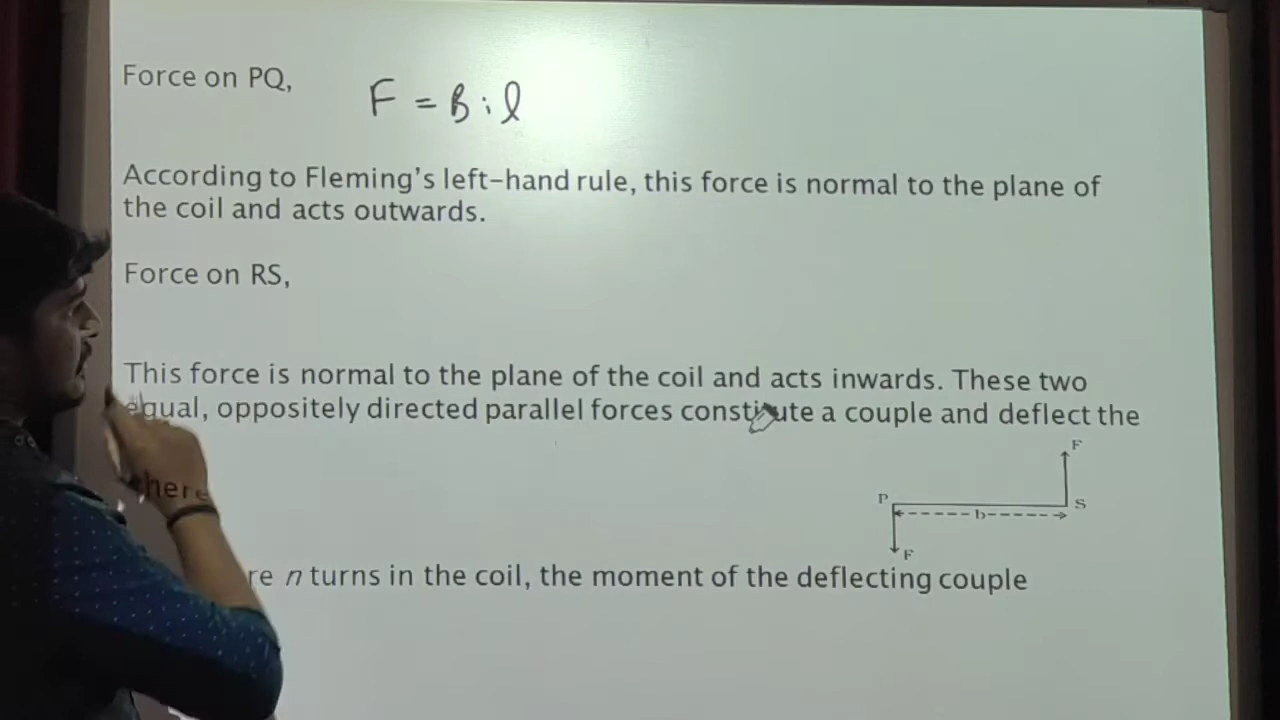 Force on PQ,
F = Bil
According to Fleming's left-hand rule, this force is normal to the plane of
the coil and acts outwards.
Force on RS,
This force is normal to the plane of the coil and acts inwards. These two
equal, oppositely directed parallel forces constitute a couple and deflect the
F
P
S
b
F
n turns in the coil, the moment of the deflecting couple